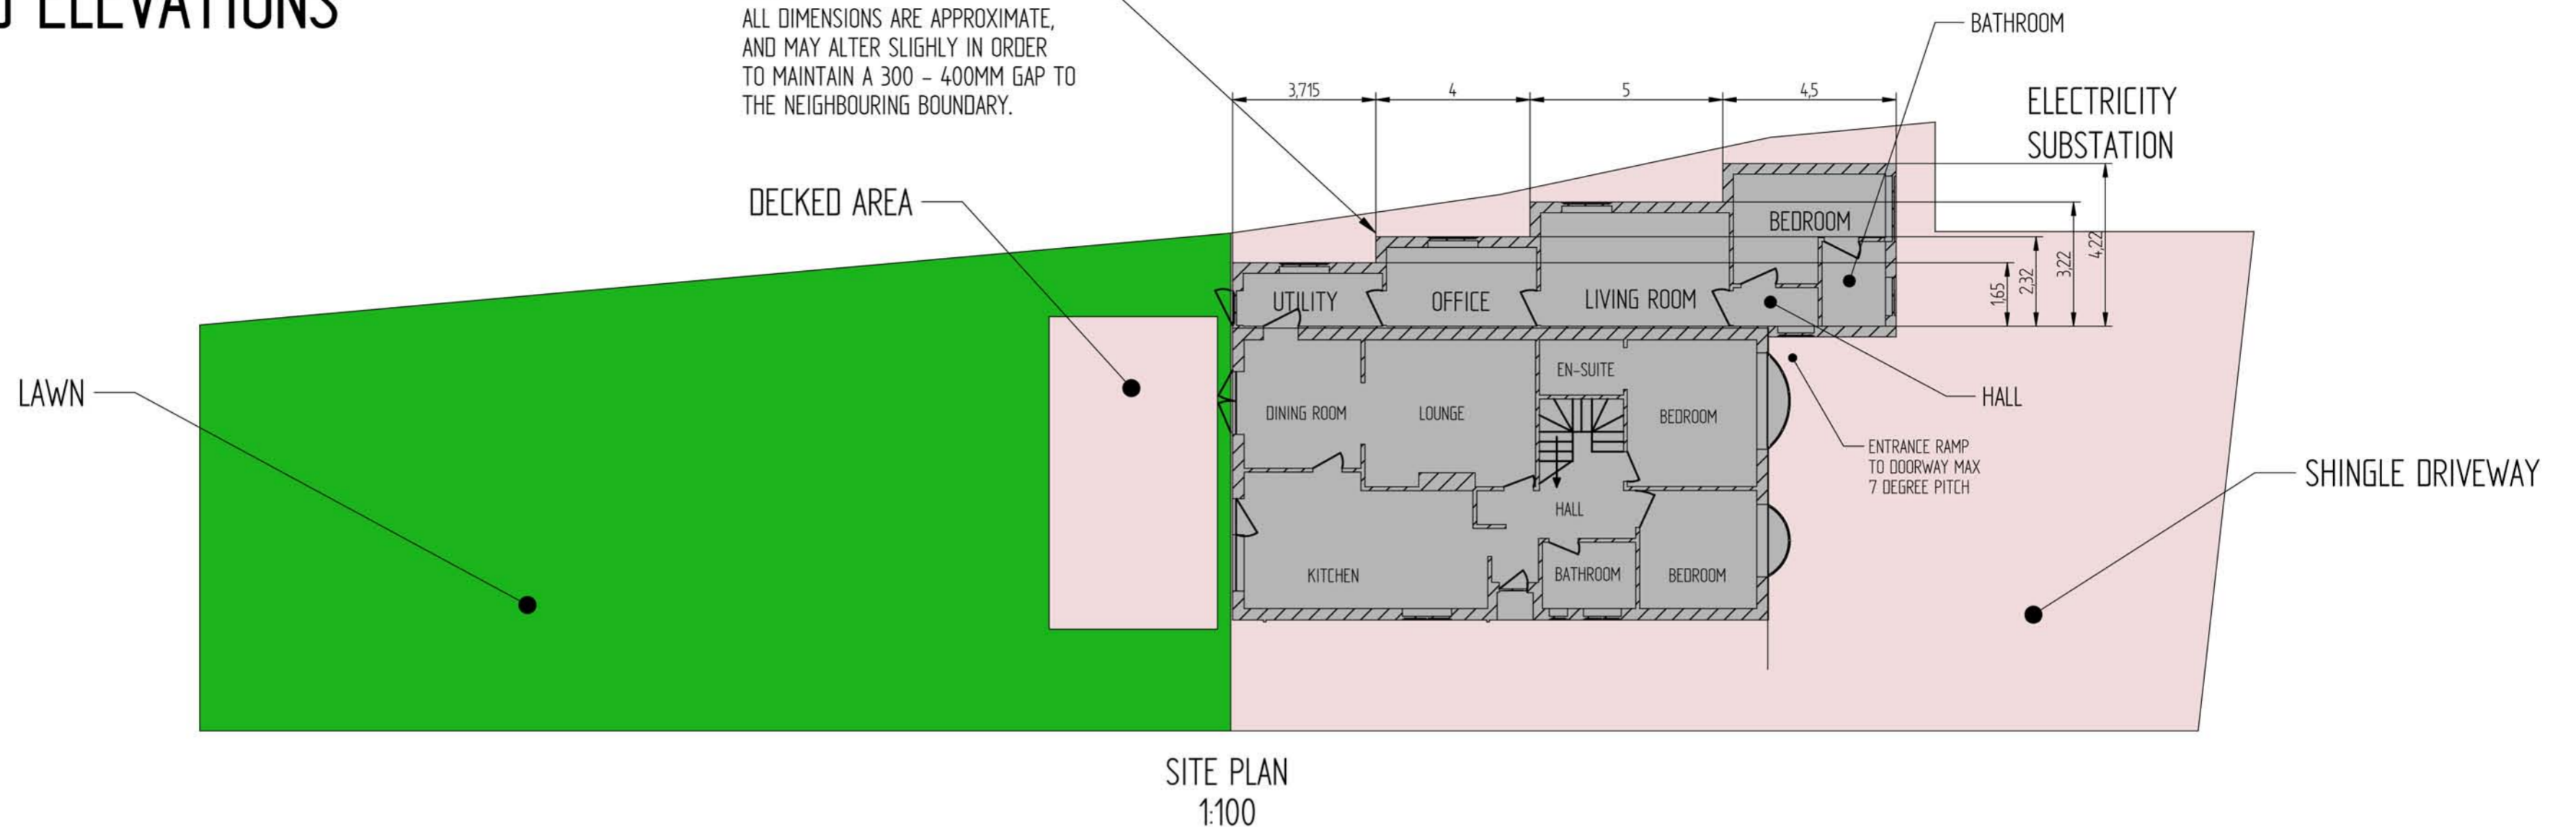 ELEVATIONS
ALL DIMENSIONS ARE APPROXIMATE,
AND MAY ALTER SLIGHLY IN ORDER
TO MAINTAIN A 300 - 400MM GAP TO
THE NEIGHBOURING BOUNDARY.
BATHROOM
3,715
4
5
4,5
ELECTRICITY
SUBSTATION
DECKED AREA
BEDROOM
1,65
2,32
3,22
4,22
UTILITY
OFFICE
LIVING ROOM
LAWN
EN-SUITE
HALL
DINING ROOM
LOUNGE
BEDROOM
ENTRANCE RAMP
TO DOORWAY MAX
7 DEGREE PITCH
SHINGLE DRIVEWAY
HALL
KITCHEN
BATHROOM
BEDROOM
SITE PLAN
1:100